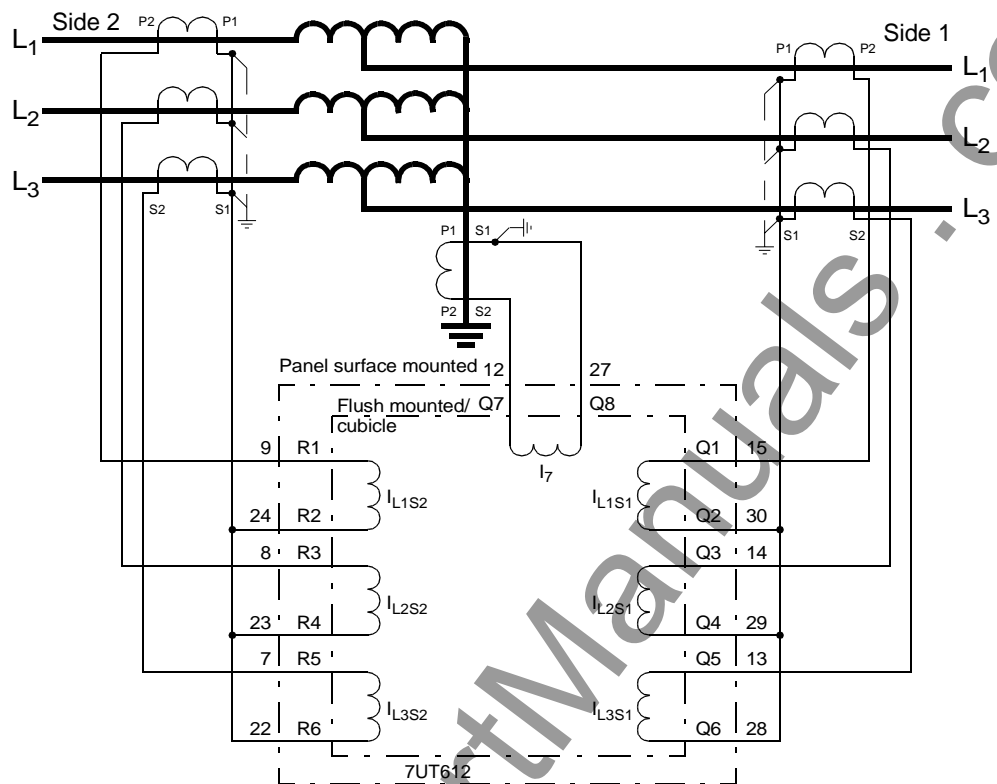 Side 2
P2 P1
L1
L2
L3
S2 S1
Side 1
P1 P2
L1
L2
L3
S1 S2
P1 S1
P2 S2
Panel surface mounted 12 27
Flush mounted/ Q7 Q8
cubicle
I7
9 R1 Q1 15
IL1S2 IL1S1
24 R2 Q2 30
8 R3 Q3 14
IL2S2 IL2S1
23 R4 Q4 29
7 R5 Q5 13
IL3S2 IL3S1
22 R6 Q6 28
7UT612